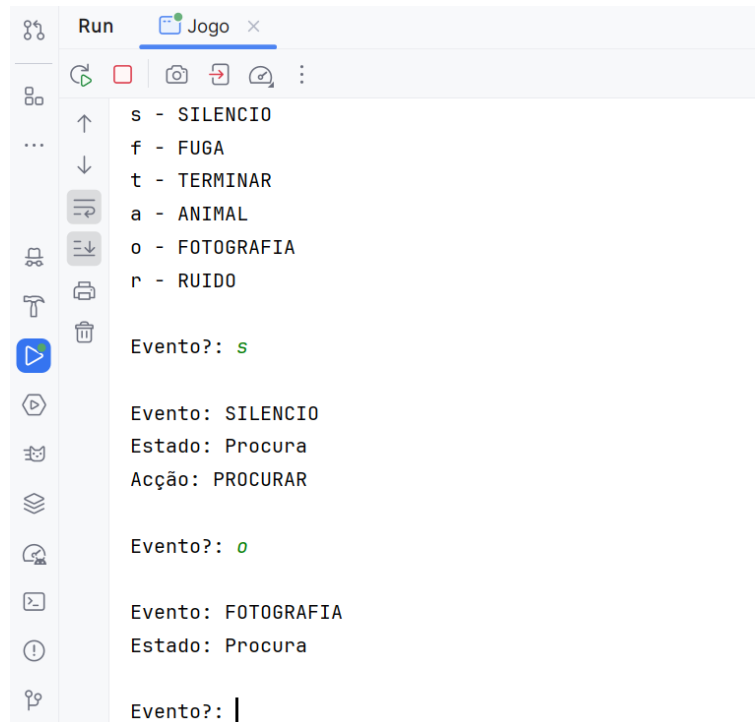 Run
Jogo
s - SILENCIO
f - FUGA
t - TERMINAR
a - ANIMAL
o - FOTOGRAFIA
r - RUIDO
Evento?: s
Evento: SILENCIO
Estado: Procura
Acção: PROCURAR
Evento?: o
Evento: FOTOGRAFIA
Estado: Procura
Evento?: